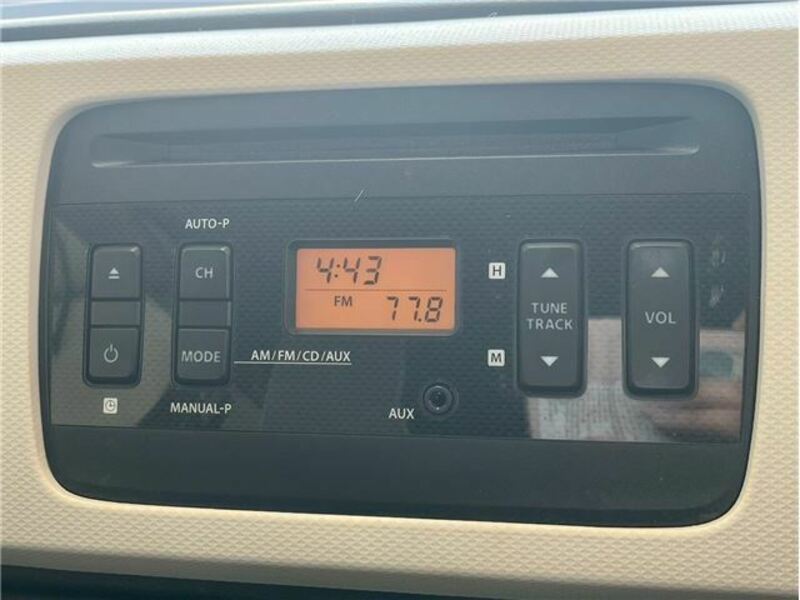 AUTO-P
CH
MODE
AM/FM/CD/AUX
MANUAL-P
4:43
FM
77.8
AUX
H
M
TUNE
TRACK
VOL